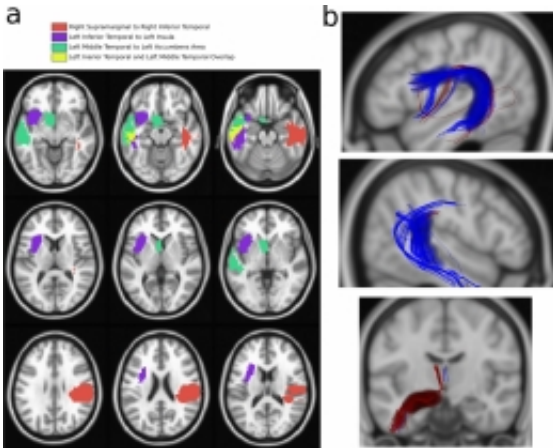 a
Right Supramarginal to Right Inferior Temporal
Left Inferior Temporal to Left Insula
Left Middle Temporal to Left Accumbens Area
Left Inerior Temporal and Left Middle Temporal Overlap
b